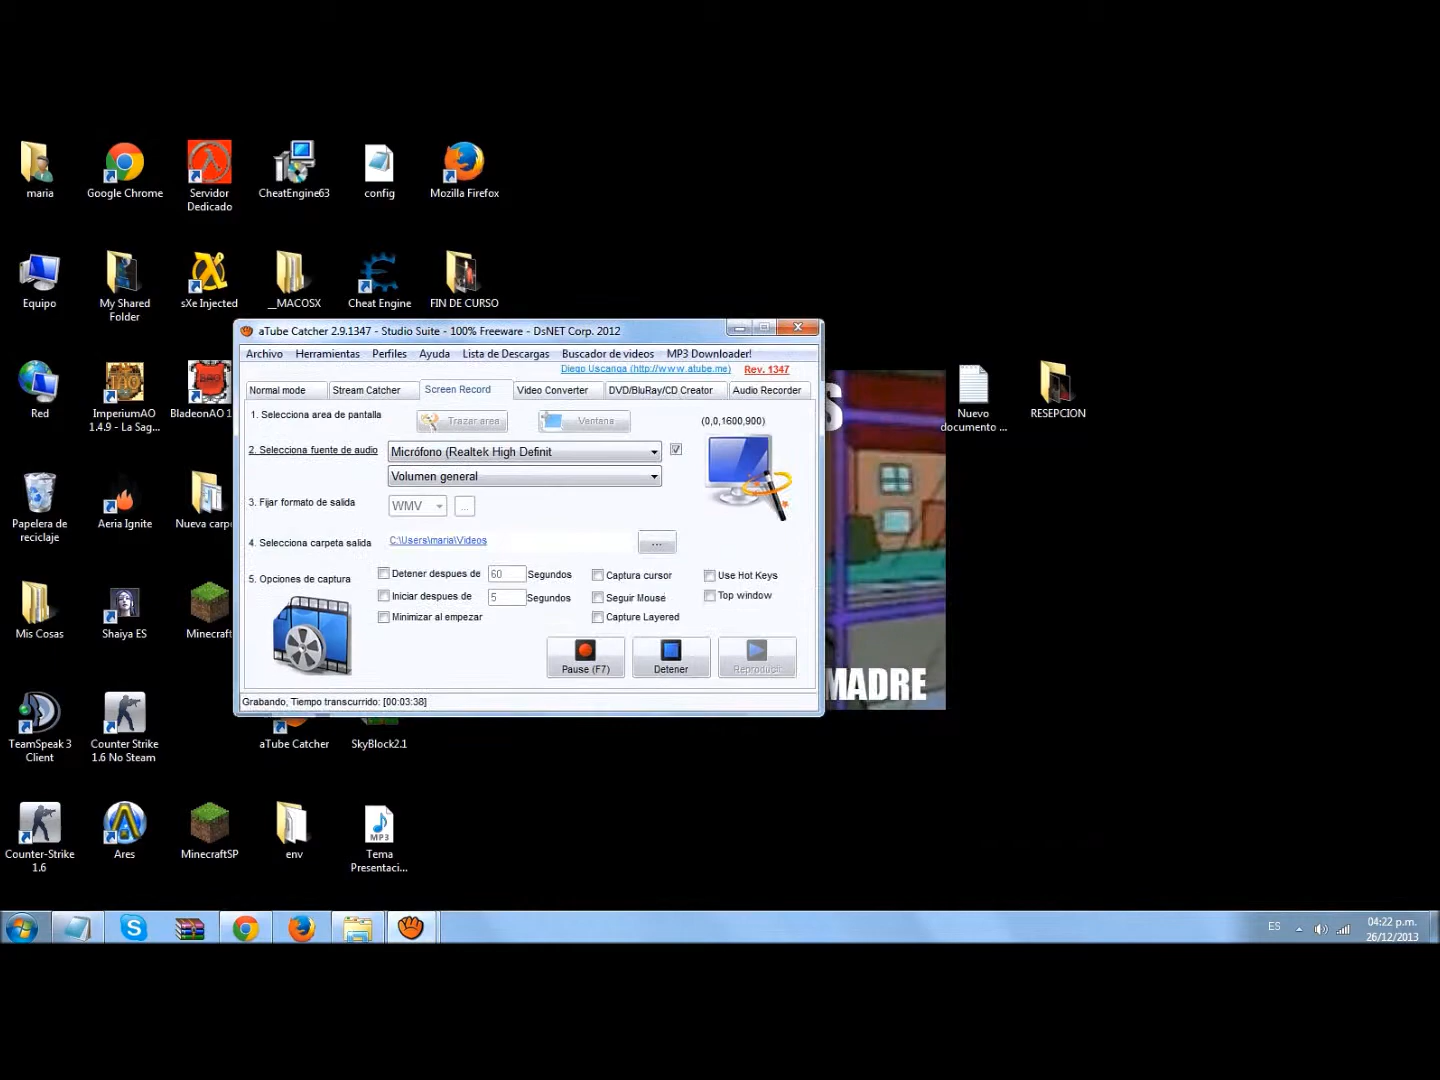 maria
Google Chrome
Servidor
Dedicado
CheatEngine63
config
Mozilla Firefox
Equipo
My Shared
Folder
sXe Injected
__MACOSX
Cheat Engine
FIN DE CURSO
aTube Catcher 2.9.1347 - Studio Suite - 100% Freeware - DsNET Corp. 2012
Archivo Herramientas Perfiles Ayuda Lista de Descargas Buscador de videos MP3 Downloader!
Diego Uscanga (http://www.atube.me) Rev. 1347
Normal mode Stream Catcher Screen Record Video Converter DVD/BluRay/CD Creator Audio Recorder
1. Selecciona area de pantalla
Trazar area
Ventana
(0,0,1600,900)
2. Selecciona fuente de audio
Micrófono (Realtek High Definit
Volumen general
3. Fijar formato de salida
WMV
...
4. Selecciona carpeta salida
C:\Users\maria\Videos
...
5. Opciones de captura
Detener despues de 60 Segundos
Captura cursor
Use Hot Keys
Iniciar despues de 5 Segundos
Seguir Mouse
Top window
Minimizar al empezar
Capture Layered
Pause (F7)
Detener
Reproducir
Grabando, Tiempo transcurrido: [00:03:38]
S
MADRE
Red
ImperiumAO
1.4.9 - La Sag...
BladeonAO 1
Nuevo
documento ...
RESEPCION
Papelera de
reciclaje
Aeria Ignite
Nueva carp
Mis Cosas
Shaiya ES
Minecraft
TeamSpeak 3
Client
Counter Strike
1.6 No Steam
aTube Catcher
SkyBlock2.1
Counter-Strike
1.6
Ares
MinecraftSP
env
MP3
Tema
Presentaci...
ES
04:22 p.m.
26/12/2013